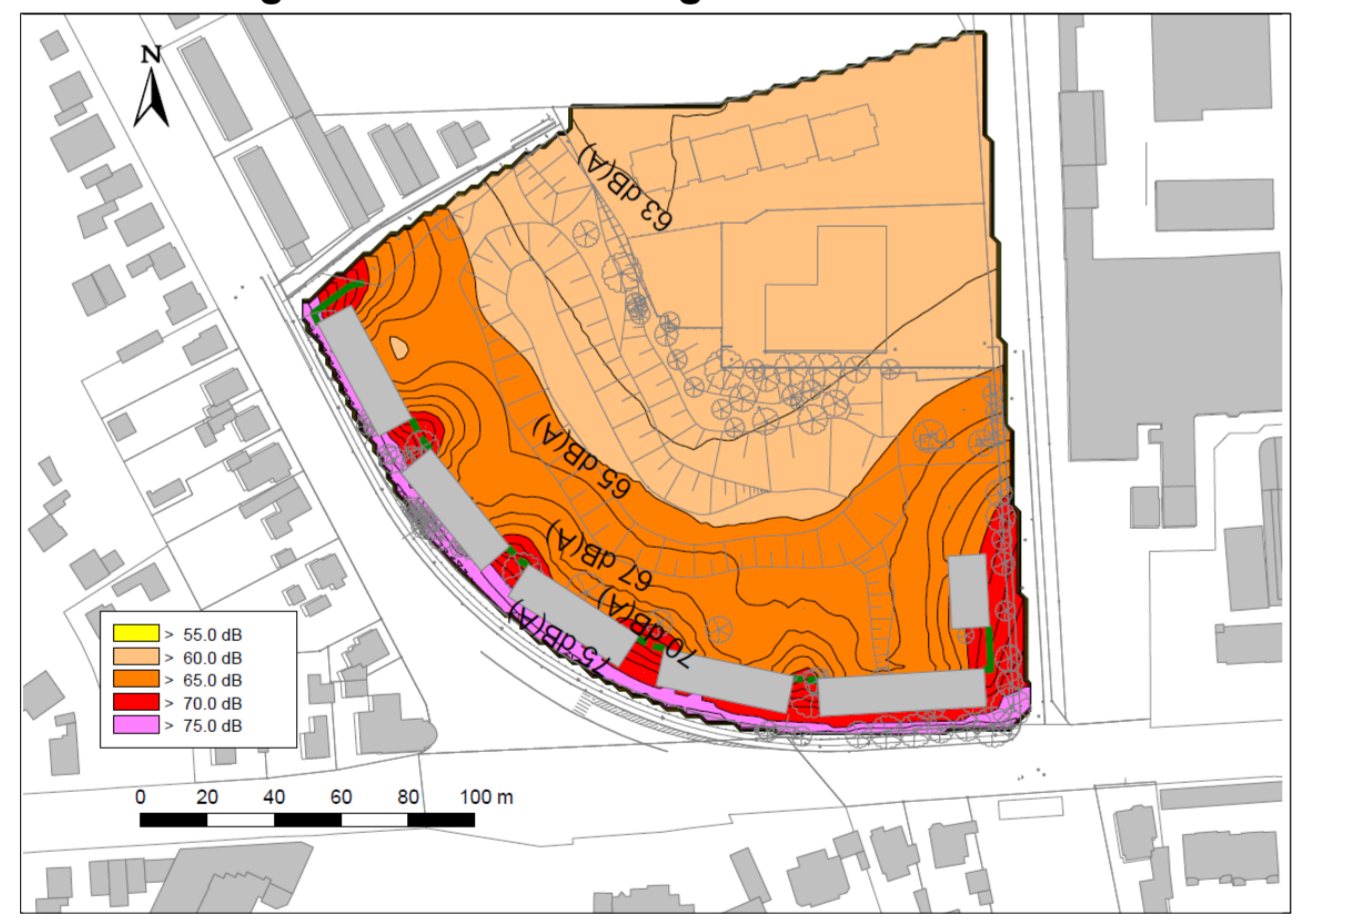 N
63 dB(A)
65 dB(A)
67 dB(A)
70 dB(A)
75 dB(A)
> 55.0 dB
> 60.0 dB
> 65.0 dB
> 70.0 dB
> 75.0 dB
0 20 40 60 80 100 m